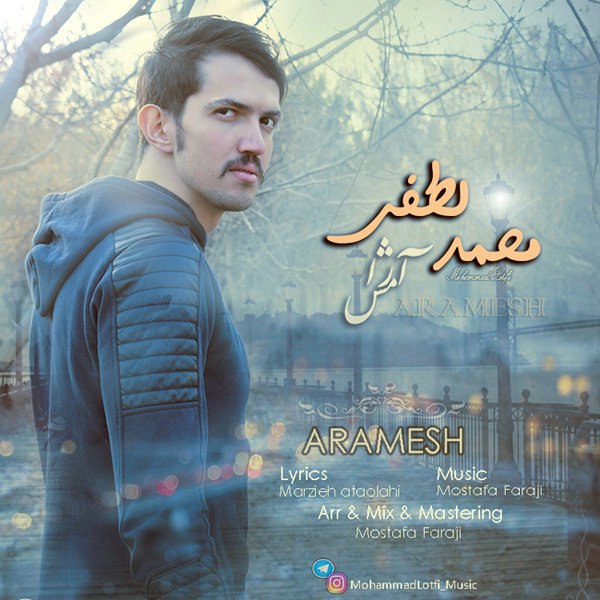 محمد لطفی
Mohammad Lotfi
آرامش
ARAMESH
ARAMESH
Lyrics
Marzieh ataolahi
Music
Mostafa Faraji
Arr & Mix & Mastering
Mostafa Faraji
MohammadLotfi_Music